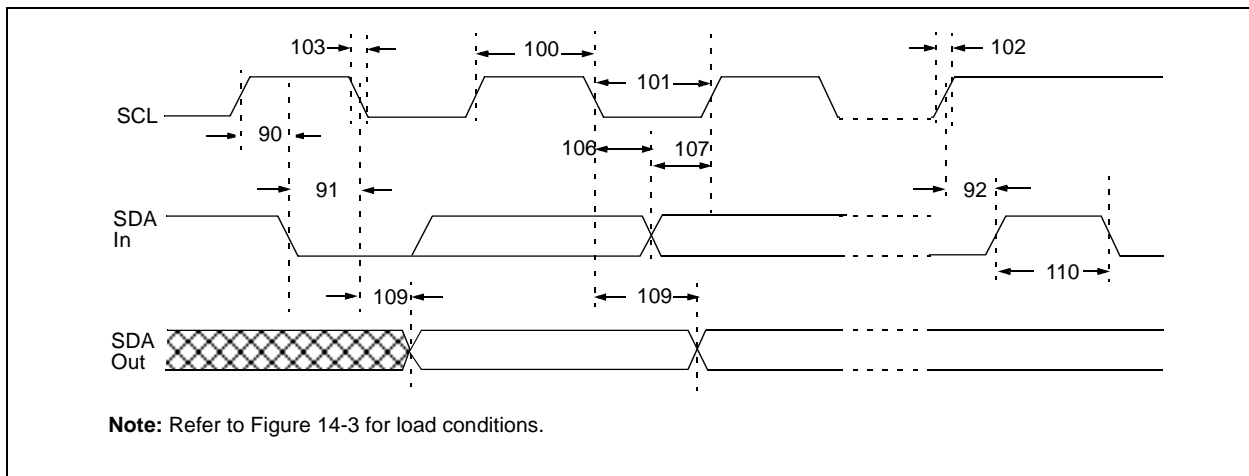 103
100
102
101
SCL
90
106
107
91
92
SDA
In
110
109
109
SDA
Out
Note: Refer to Figure 14-3 for load conditions.